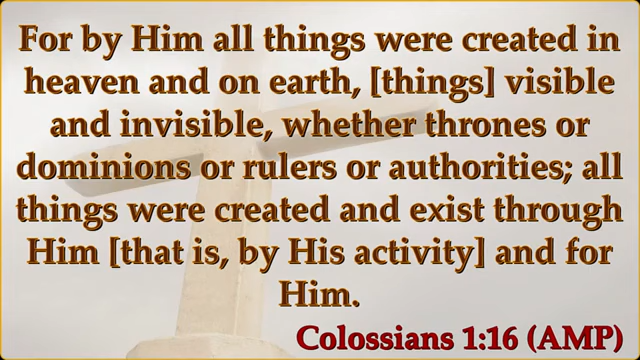 For by Him all things were created in
heaven and on earth, [things] visible
and invisible, whether thrones or
dominions or rulers or authorities; all
things were created and exist through
Him [that is, by His activity] and for
Him.
Colossians 1:16 (AMP)